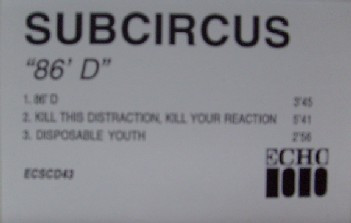 SUBCIRCUS
"86' D"
1. 86' D 3'45
2. KILL THIS DISTRACTION, KILL YOUR REACTION 5'41
3. DISPOSABLE YOUTH 2'56
ECHO
ECSCD43